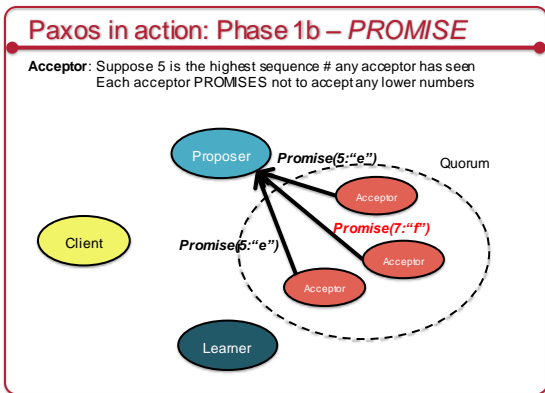 Paxos in action: Phase 1b – PROMISE
Acceptor: Suppose 5 is the highest sequence # any acceptor has seen
Each acceptor PROMISES not to accept any lower numbers
Promise(5:“e”)
Proposer
Quorum
Acceptor
Promise(7:“f”)
Client
Promise(5:“e”)
Acceptor
Acceptor
Learner